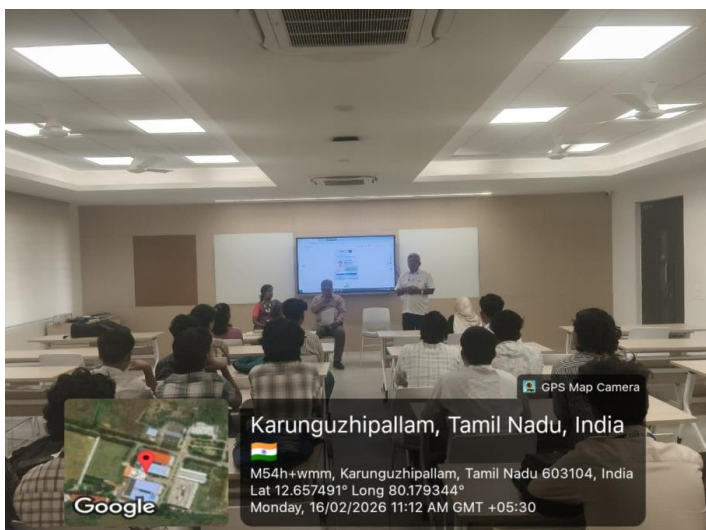 GPS Map Camera
Karunguzhipallam, Tamil Nadu, India
M54h+wmm, Karunguzhipallam, Tamil Nadu 603104, India
Lat 12.657491° Long 80.179344°
Monday, 16/02/2026 11:12 AM GMT +05:30
Google